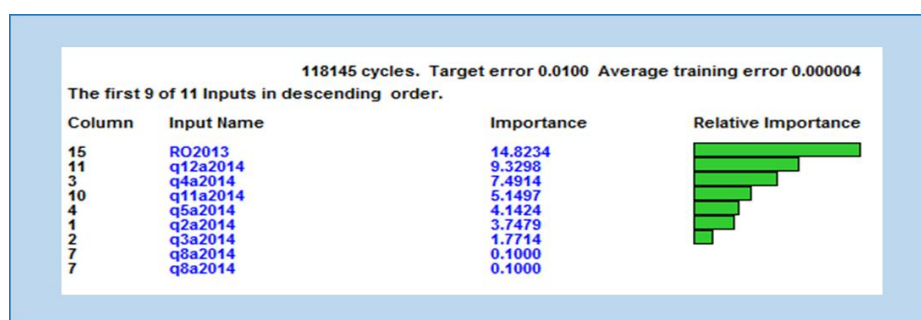 118145 cycles. Target error 0.0100 Average training error 0.000004
The first 9 of 11 Inputs in descending order.
Column Input Name Importance Relative Importance
15 RO2013 14.8234
11 q12a2014 9.3298
3 q4a2014 7.4914
10 q11a2014 5.1497
4 q5a2014 4.1424
1 q2a2014 3.7479
2 q3a2014 1.7714
7 q8a2014 0.1000
7 q8a2014 0.1000